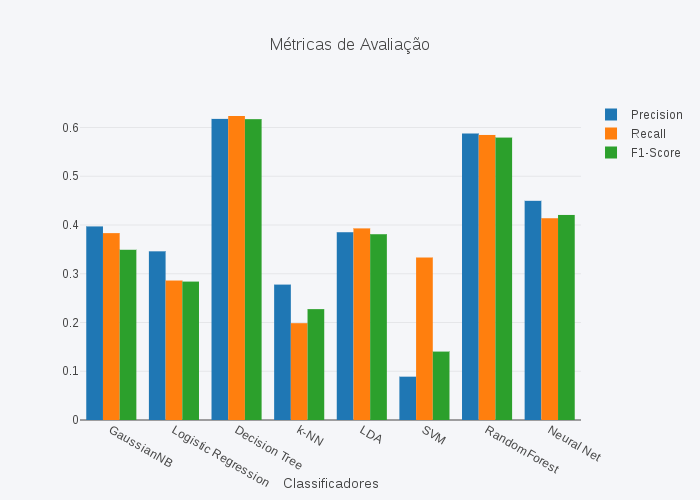 Métricas de Avaliação
Precision
Recall
F1-Score
0.6
0.5
0.4
0.3
0.2
0.1
0
GaussianNB
Logistic Regression
Decision Tree
k-NN
LDA
SVM
RandomForest
Neural Net
Classificadores